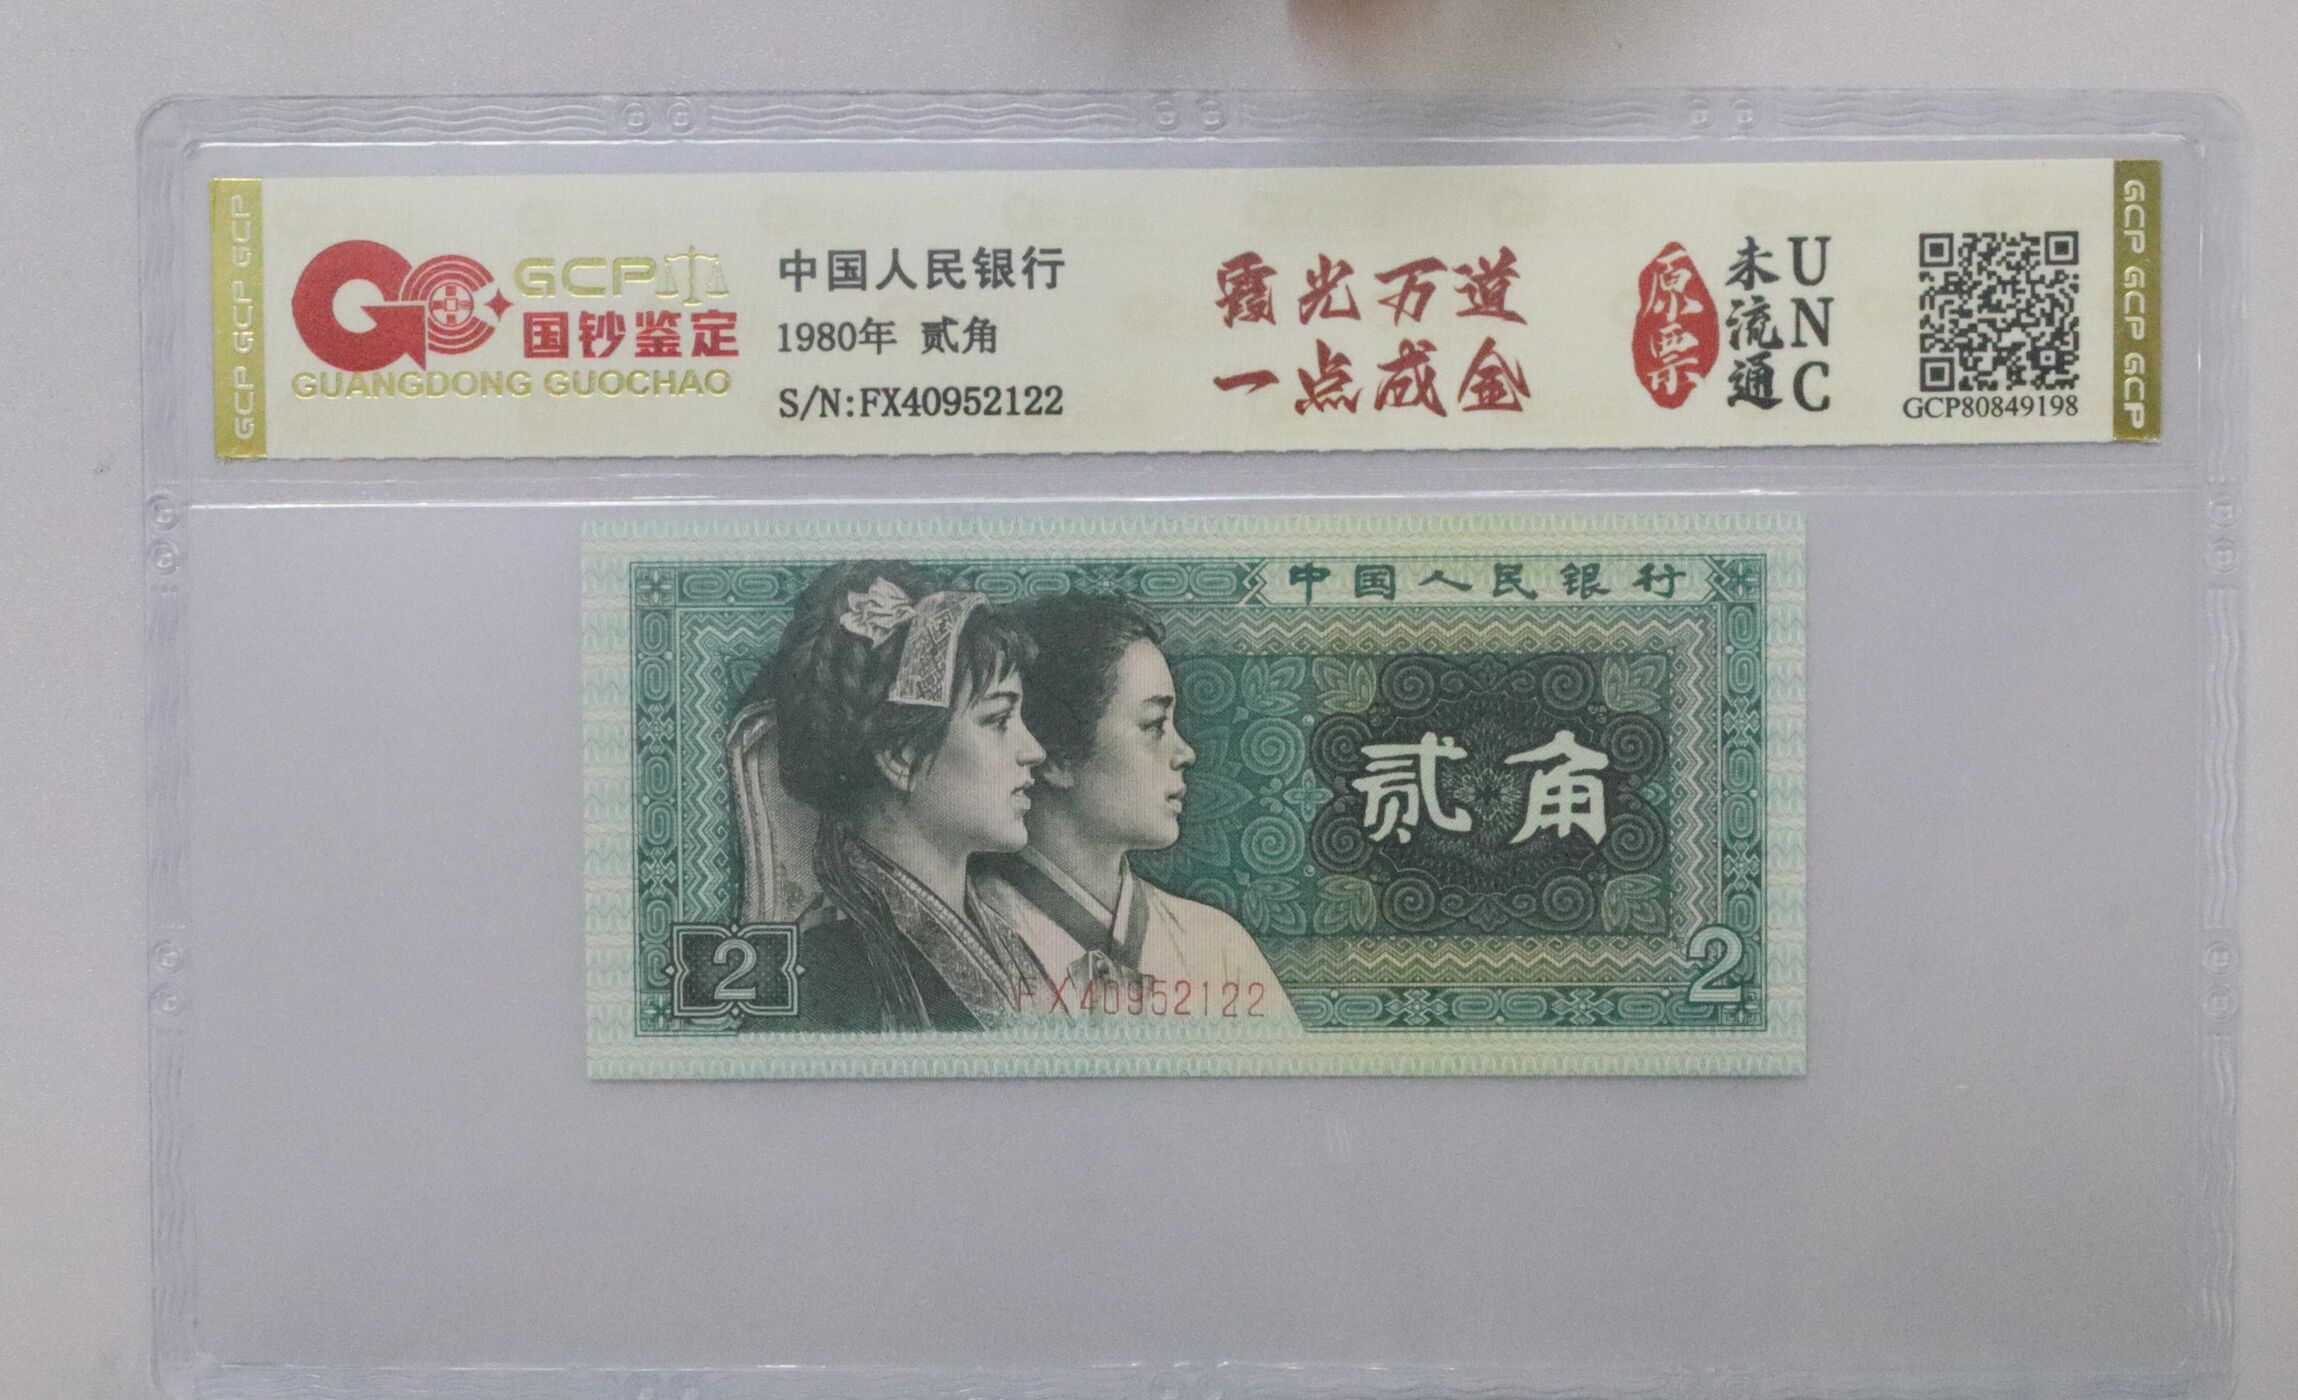 GCP
国钞鉴定
GUANGDONG GUOCHAO
中国人民银行
1980年 贰角
S/N:FX40952122
霞光万道
一点成金
原票
未流通
UNC
GCP80849198
GCP GCP GCP
GCP GCP GCP
中国人民银行
贰角
2
2
FX40952122